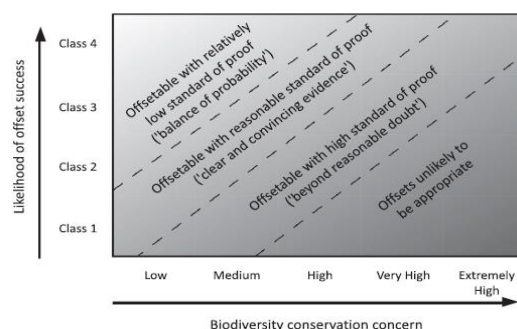 Class 4
Class 3
Class 2
Class 1
Likelihood of offset success
Offsetable with relatively
low standard of proof
('balance of probability')
Offsetable with reasonable standard of proof
('clear and convincing evidence')
Offsetable with high standard of proof
('beyond reasonable doubt')
Offsets unlikely to
be appropriate
Low
Medium
High
Very High
Extremely
High
Biodiversity conservation concern